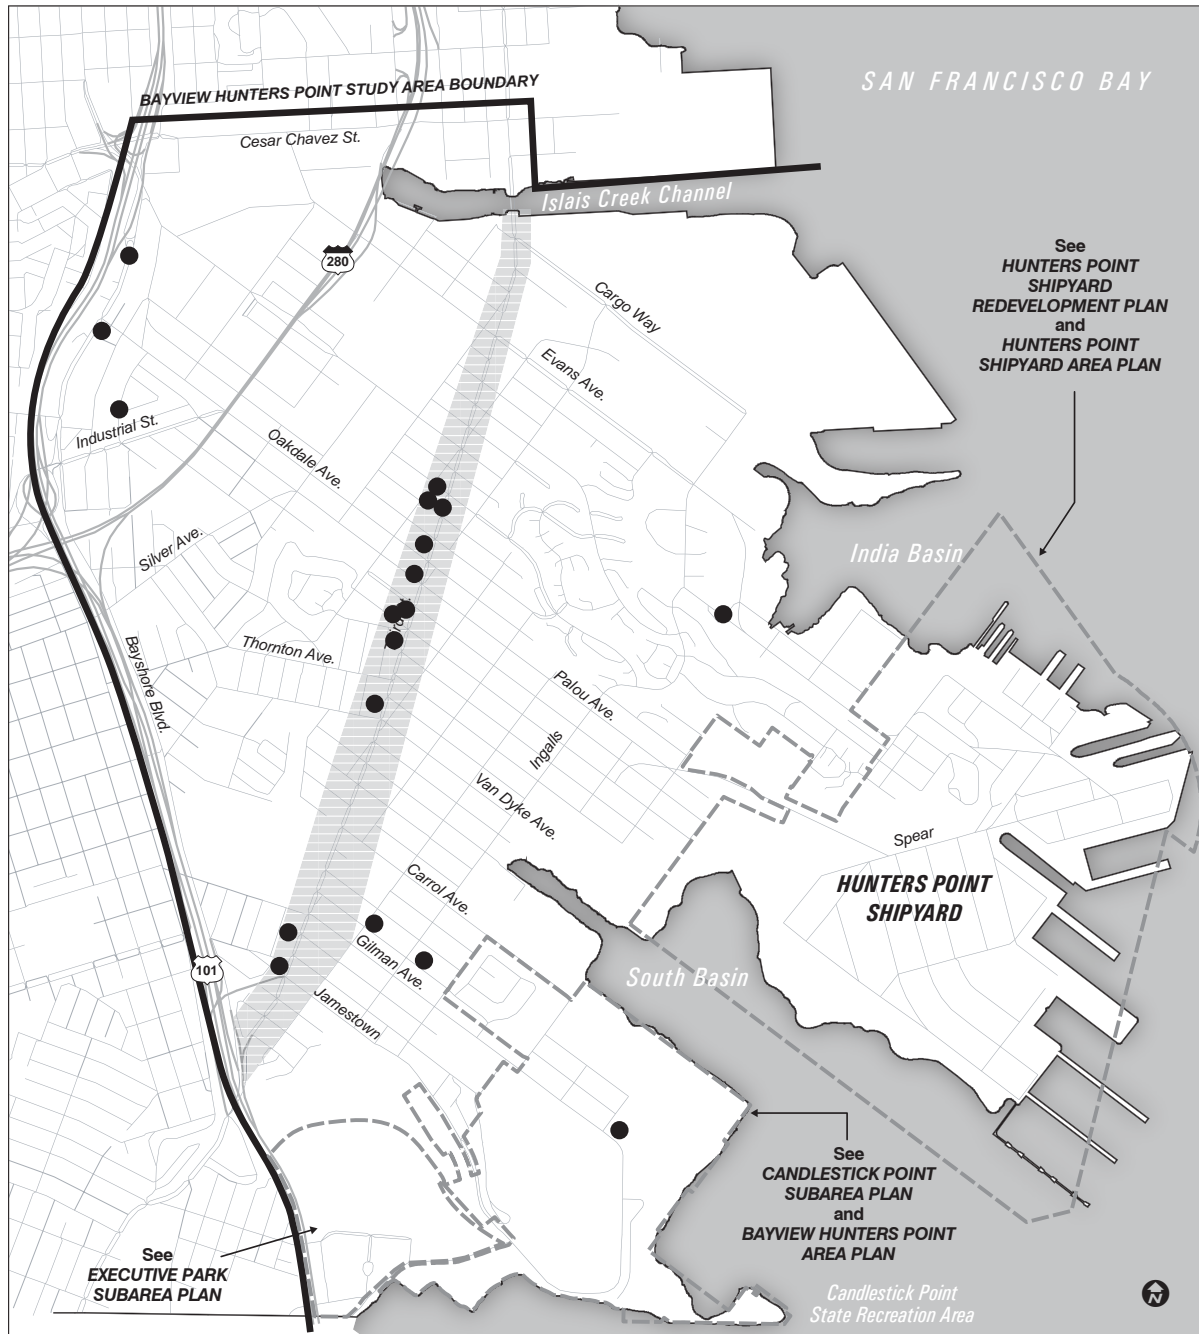 SAN FRANCISCO BAY
BAYVIEW HUNTERS POINT STUDY AREA BOUNDARY
Cesar Chavez St.
Islais Creek Channel
280
See
HUNTERS POINT
SHIPYARD
REDEVELOPMENT PLAN
and
HUNTERS POINT
SHIPYARD AREA PLAN
Cargo Way
Evans Ave.
Industrial St.
Oakdale Ave.
Silver Ave.
India Basin
Thornton Ave.
Bayshore Blvd.
Palou Ave.
Ingalls
Van Dyke Ave.
Spear
Carrol Ave.
HUNTERS POINT
SHIPYARD
Gilman Ave.
101
South Basin
Jamestown
See
CANDLESTICK POINT
SUBAREA PLAN
and
BAYVIEW HUNTERS POINT
AREA PLAN
See
EXECUTIVE PARK
SUBAREA PLAN
Candlestick Point
State Recreation Area
N